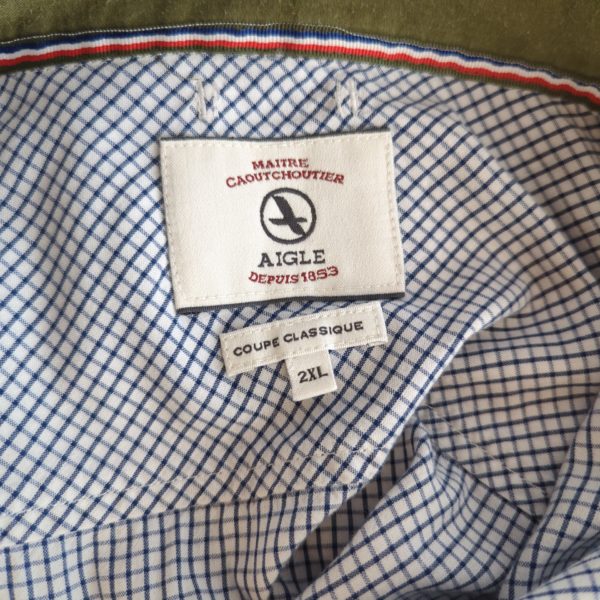 MAITRE
CAOUTCHOUTIER
AIGLE
DEPUIS 1853
COUPE CLASSIQUE
2XL